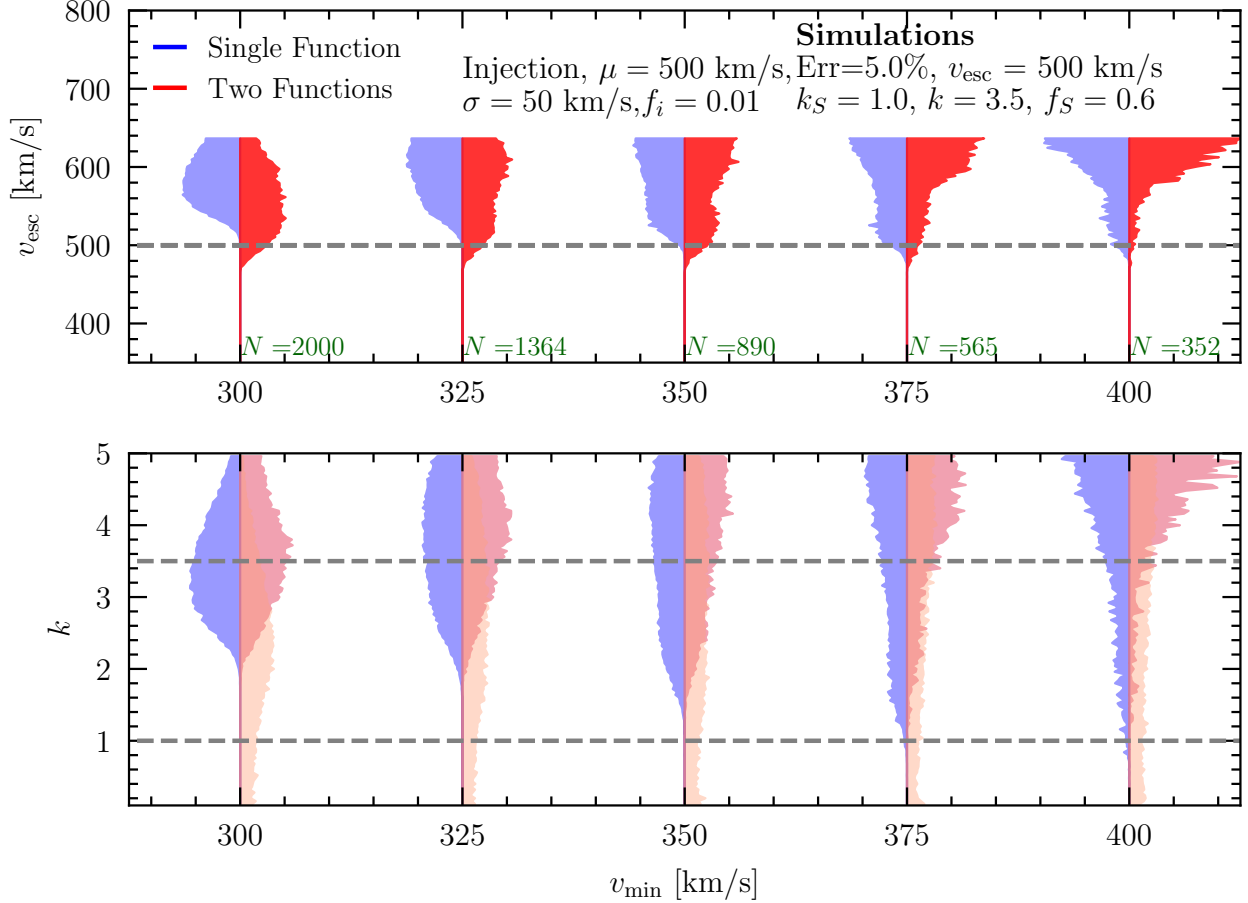 800
700
600
500
400
v_esc [km/s]
Single Function
Two Functions
Injection, μ = 500 km/s,
σ = 50 km/s,f_i = 0.01
Simulations
Err=5.0%, v_esc = 500 km/s
k_S = 1.0, k = 3.5, f_S = 0.6
N =2000
N =1364
N =890
N =565
N =352
300 325 350 375 400
5
4
3
2
1
k
300 325 350 375 400
v_min [km/s]